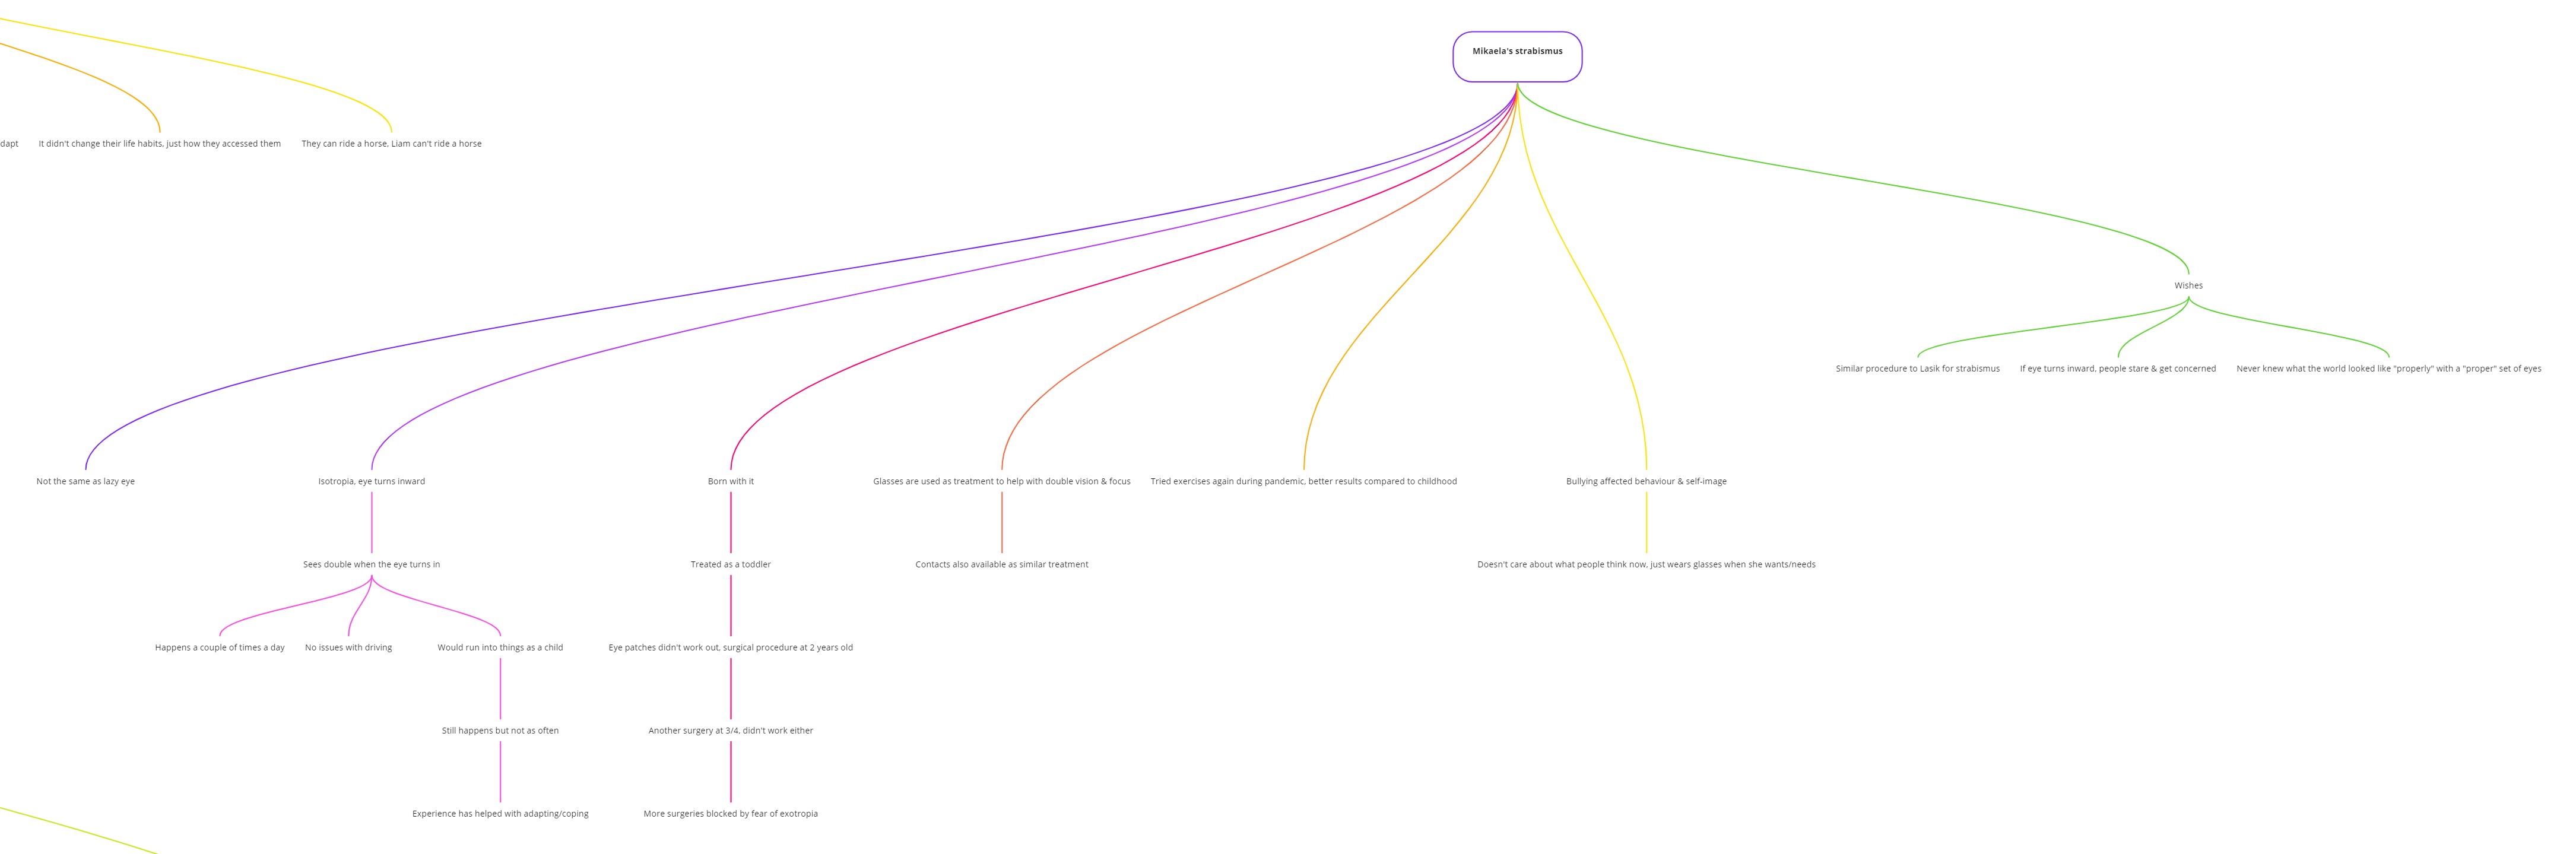 Mikaela's strabismus
dapt
It didn't change their life habits, just how they accessed them
They can ride a horse, Liam can't ride a horse
Wishes
Similar procedure to Lasik for strabismus
If eye turns inward, people stare & get concerned
Never knew what the world looked like "properly" with a "proper" set of eyes
Not the same as lazy eye
Isotropia, eye turns inward
Born with it
Glasses are used as treatment to help with double vision & focus
Tried exercises again during pandemic, better results compared to childhood
Bullying affected behaviour & self-image
Sees double when the eye turns in
Treated as a toddler
Contacts also available as similar treatment
Doesn't care about what people think now, just wears glasses when she wants/needs
Happens a couple of times a day
No issues with driving
Would run into things as a child
Eye patches didn't work out, surgical procedure at 2 years old
Still happens but not as often
Another surgery at 3/4, didn't work either
Experience has helped with adapting/coping
More surgeries blocked by fear of exotropia